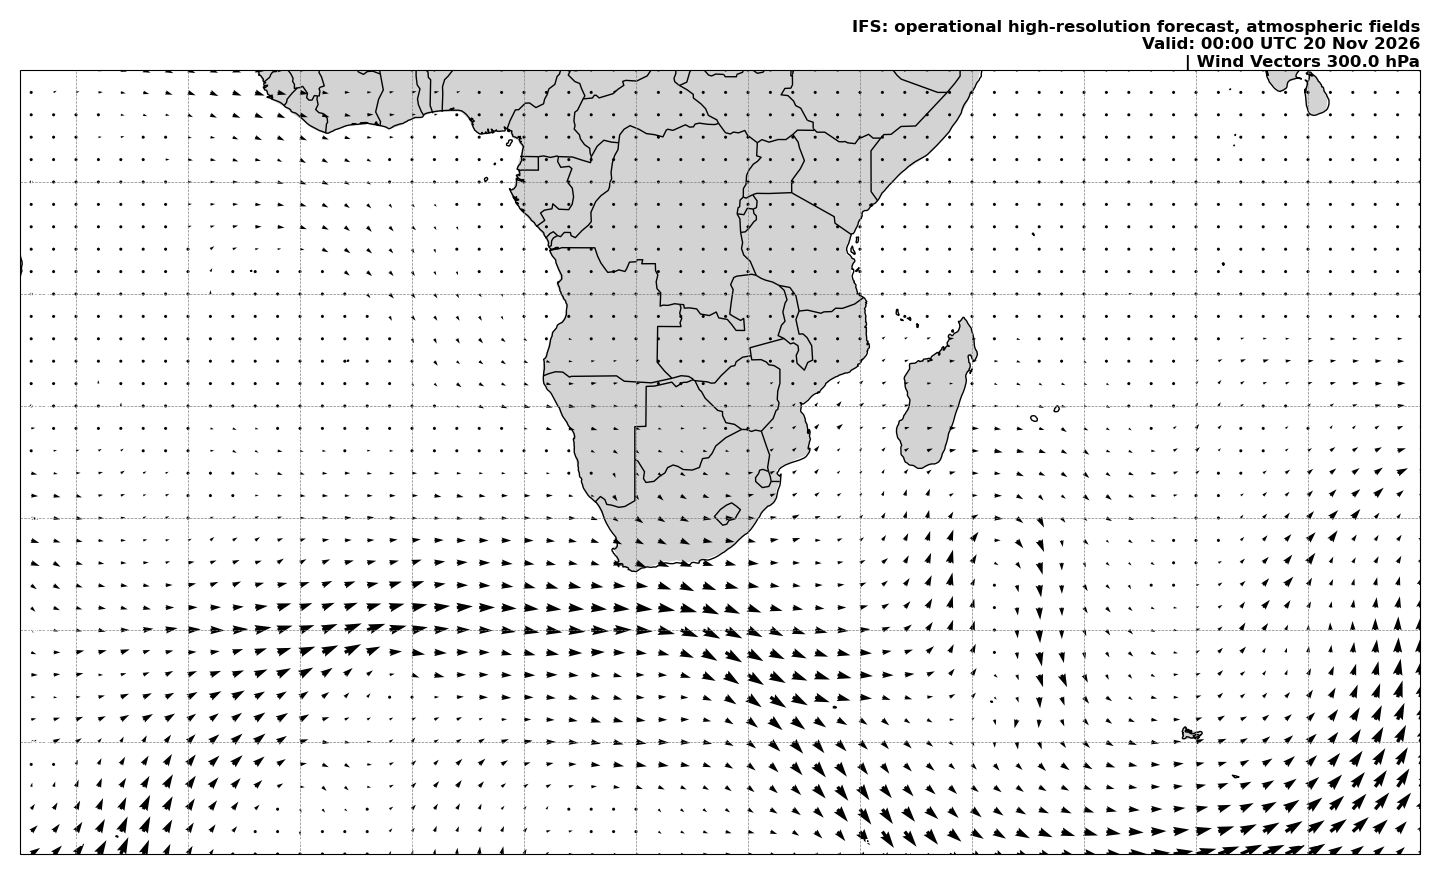 IFS: operational high-resolution forecast, atmospheric fields
Valid: 00:00 UTC 20 Nov 2026
| Wind Vectors 300.0 hPa